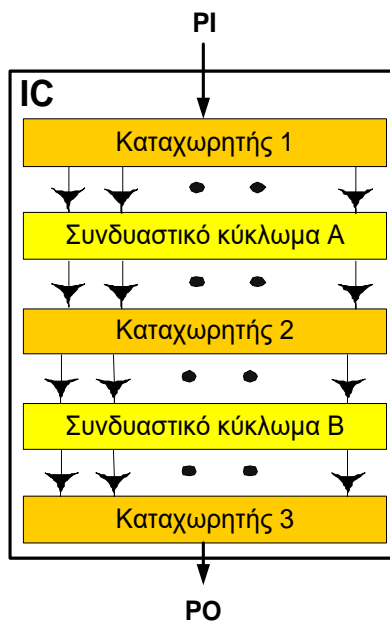 PI
IC
Καταχωρητής 1
Συνδυαστικό κύκλωμα Α
Καταχωρητής 2
Συνδυαστικό κύκλωμα Β
Καταχωρητής 3
PO